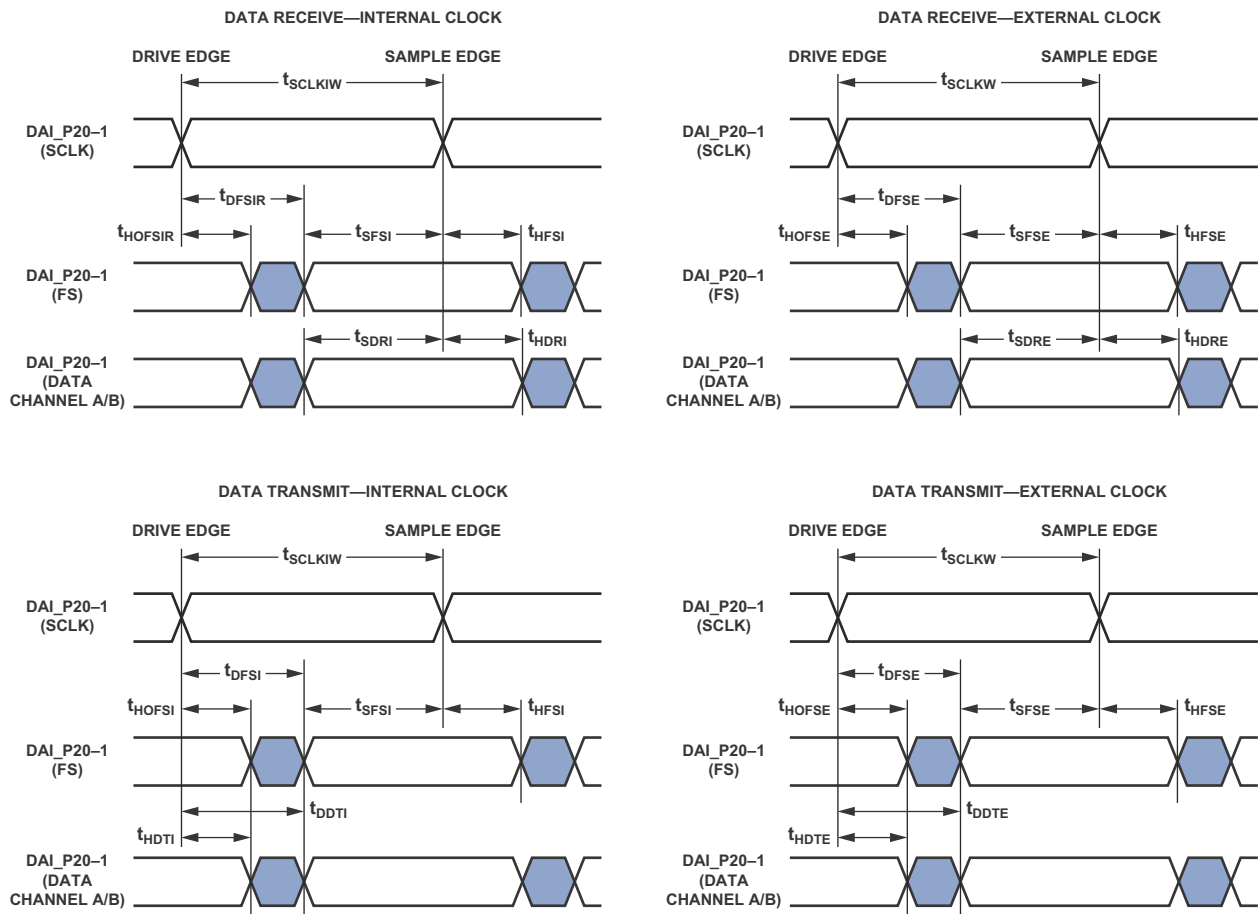 DATA RECEIVE—INTERNAL CLOCK
DRIVE EDGE
SAMPLE EDGE
tSCLKIW
DAI_P20–1
(SCLK)
tDFSIR
tHOFSIR
tSFSI
tHFSI
DAI_P20–1
(FS)
tSDRI
tHDRI
DAI_P20–1
(DATA
CHANNEL A/B)
DATA RECEIVE—EXTERNAL CLOCK
DRIVE EDGE
SAMPLE EDGE
tSCLKW
DAI_P20–1
(SCLK)
tDFSE
tHOFSE
tSFSE
tHFSE
DAI_P20–1
(FS)
tSDRE
tHDRE
DAI_P20–1
(DATA
CHANNEL A/B)
DATA TRANSMIT—INTERNAL CLOCK
DRIVE EDGE
SAMPLE EDGE
tSCLKIW
DAI_P20–1
(SCLK)
tDFSI
tHOFSI
tSFSI
tHFSI
DAI_P20–1
(FS)
tDDTI
tHDTI
DAI_P20–1
(DATA
CHANNEL A/B)
DATA TRANSMIT—EXTERNAL CLOCK
DRIVE EDGE
SAMPLE EDGE
tSCLKW
DAI_P20–1
(SCLK)
tDFSE
tHOFSE
tSFSE
tHFSE
DAI_P20–1
(FS)
tDDTE
tHDTE
DAI_P20–1
(DATA
CHANNEL A/B)